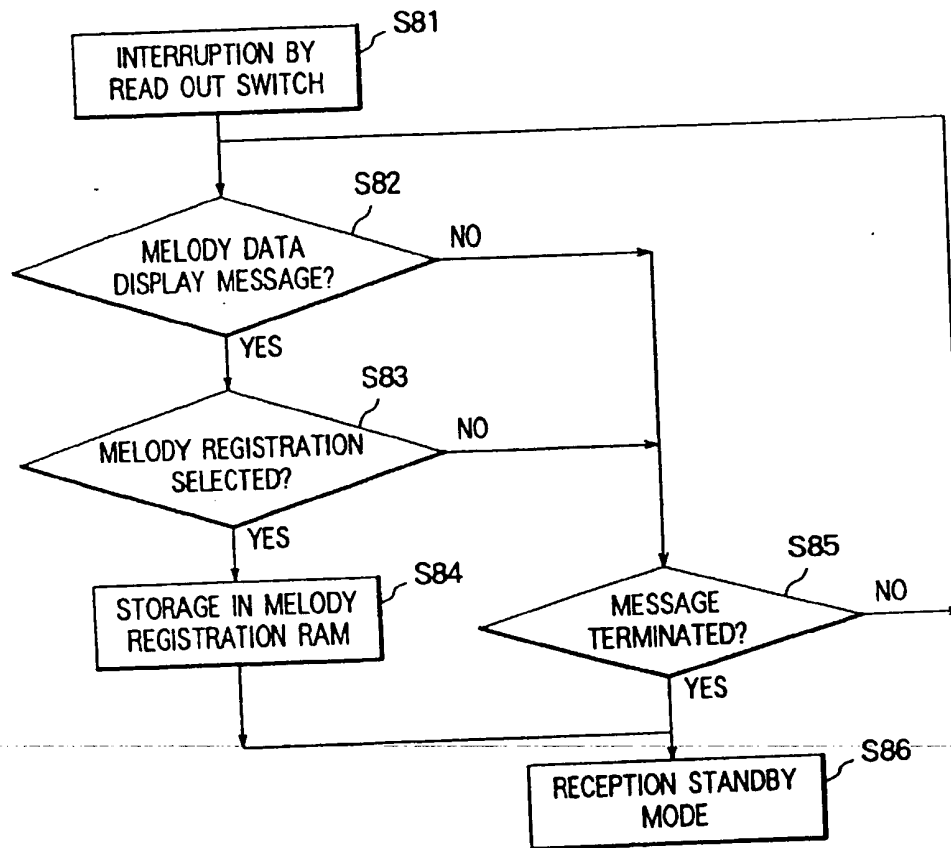 S81
INTERRUPTION BY
READ OUT SWITCH
S82
MELODY DATA
DISPLAY MESSAGE?
NO
YES
S83
MELODY REGISTRATION
SELECTED?
NO
YES
S84
STORAGE IN MELODY
REGISTRATION RAM
S85
MESSAGE
TERMINATED?
NO
YES
S86
RECEPTION STANDBY
MODE